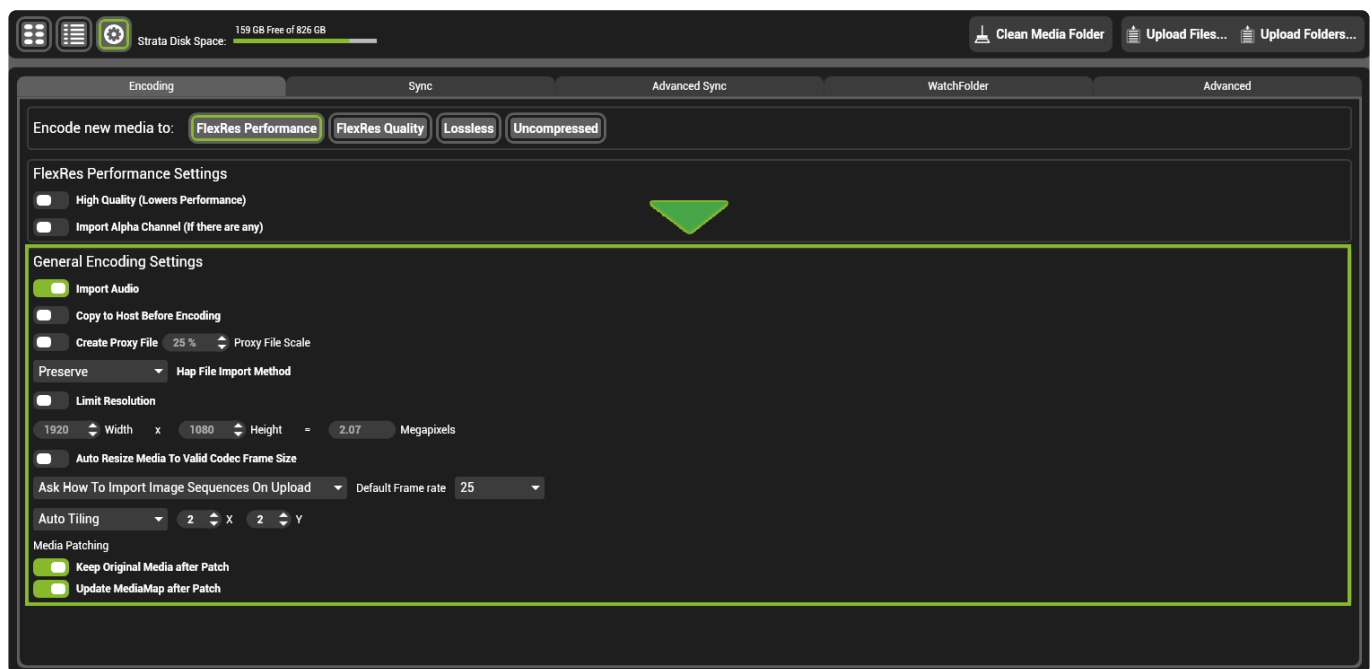 Strata Disk Space: 159 GB Free of 826 GB
Clean Media Folder
Upload Files...
Upload Folders...
Encoding
Sync
Advanced Sync
WatchFolder
Advanced
Encode new media to: FlexRes Performance FlexRes Quality Lossless Uncompressed
FlexRes Performance Settings
High Quality (Lowers Performance)
Import Alpha Channel (If there are any)
General Encoding Settings
Import Audio
Copy to Host Before Encoding
Create Proxy File 25 % Proxy File Scale
Preserve Hap File Import Method
Limit Resolution
1920 Width x 1080 Height = 2.07 Megapixels
Auto Resize Media To Valid Codec Frame Size
Ask How To Import Image Sequences On Upload Default Frame rate 25
Auto Tiling 2 X 2 Y
Media Patching
Keep Original Media after Patch
Update MediaMap after Patch